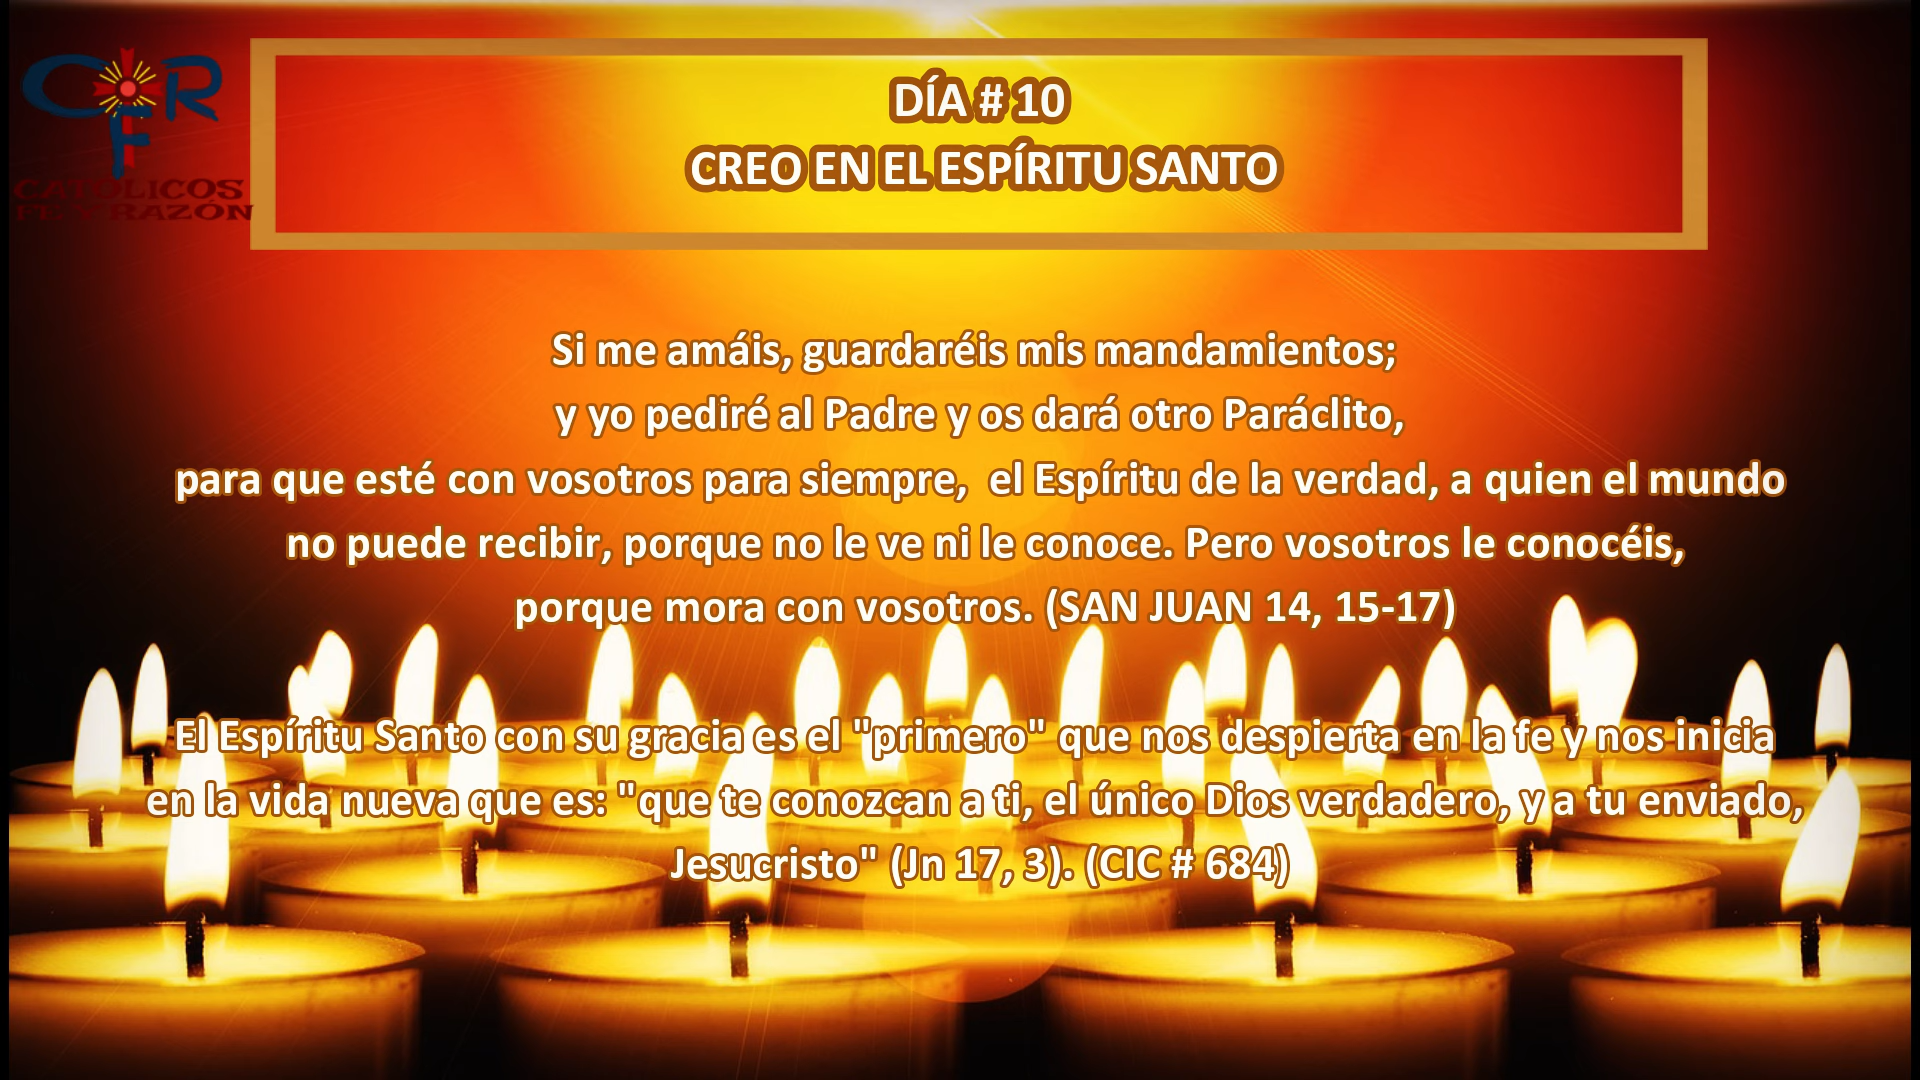 CFR
CATÓLICOS
FE Y RAZÓN
DÍA # 10
CREO EN EL ESPÍRITU SANTO
Si me amáis, guardaréis mis mandamientos;
y yo pediré al Padre y os dará otro Paráclito,
para que esté con vosotros para siempre, el Espíritu de la verdad, a quien el mundo
no puede recibir, porque no le ve ni le conoce. Pero vosotros le conocéis,
porque mora con vosotros. (SAN JUAN 14, 15-17)
El Espíritu Santo con su gracia es el "primero" que nos despierta en la fe y nos inicia
en la vida nueva que es: "que te conozcan a ti, el único Dios verdadero, y a tu enviado,
Jesucristo" (Jn 17, 3). (CIC # 684)